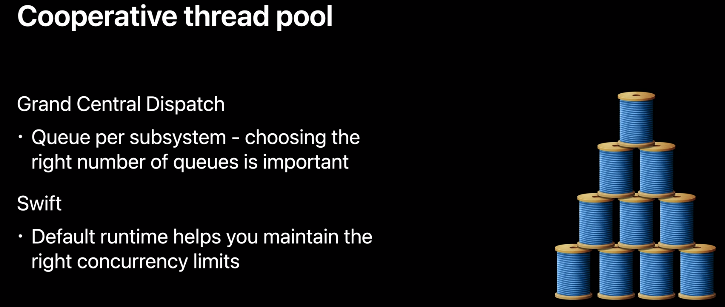 Cooperative thread pool
Grand Central Dispatch
· Queue per subsystem - choosing the
right number of queues is important
Swift
· Default runtime helps you maintain the
right concurrency limits